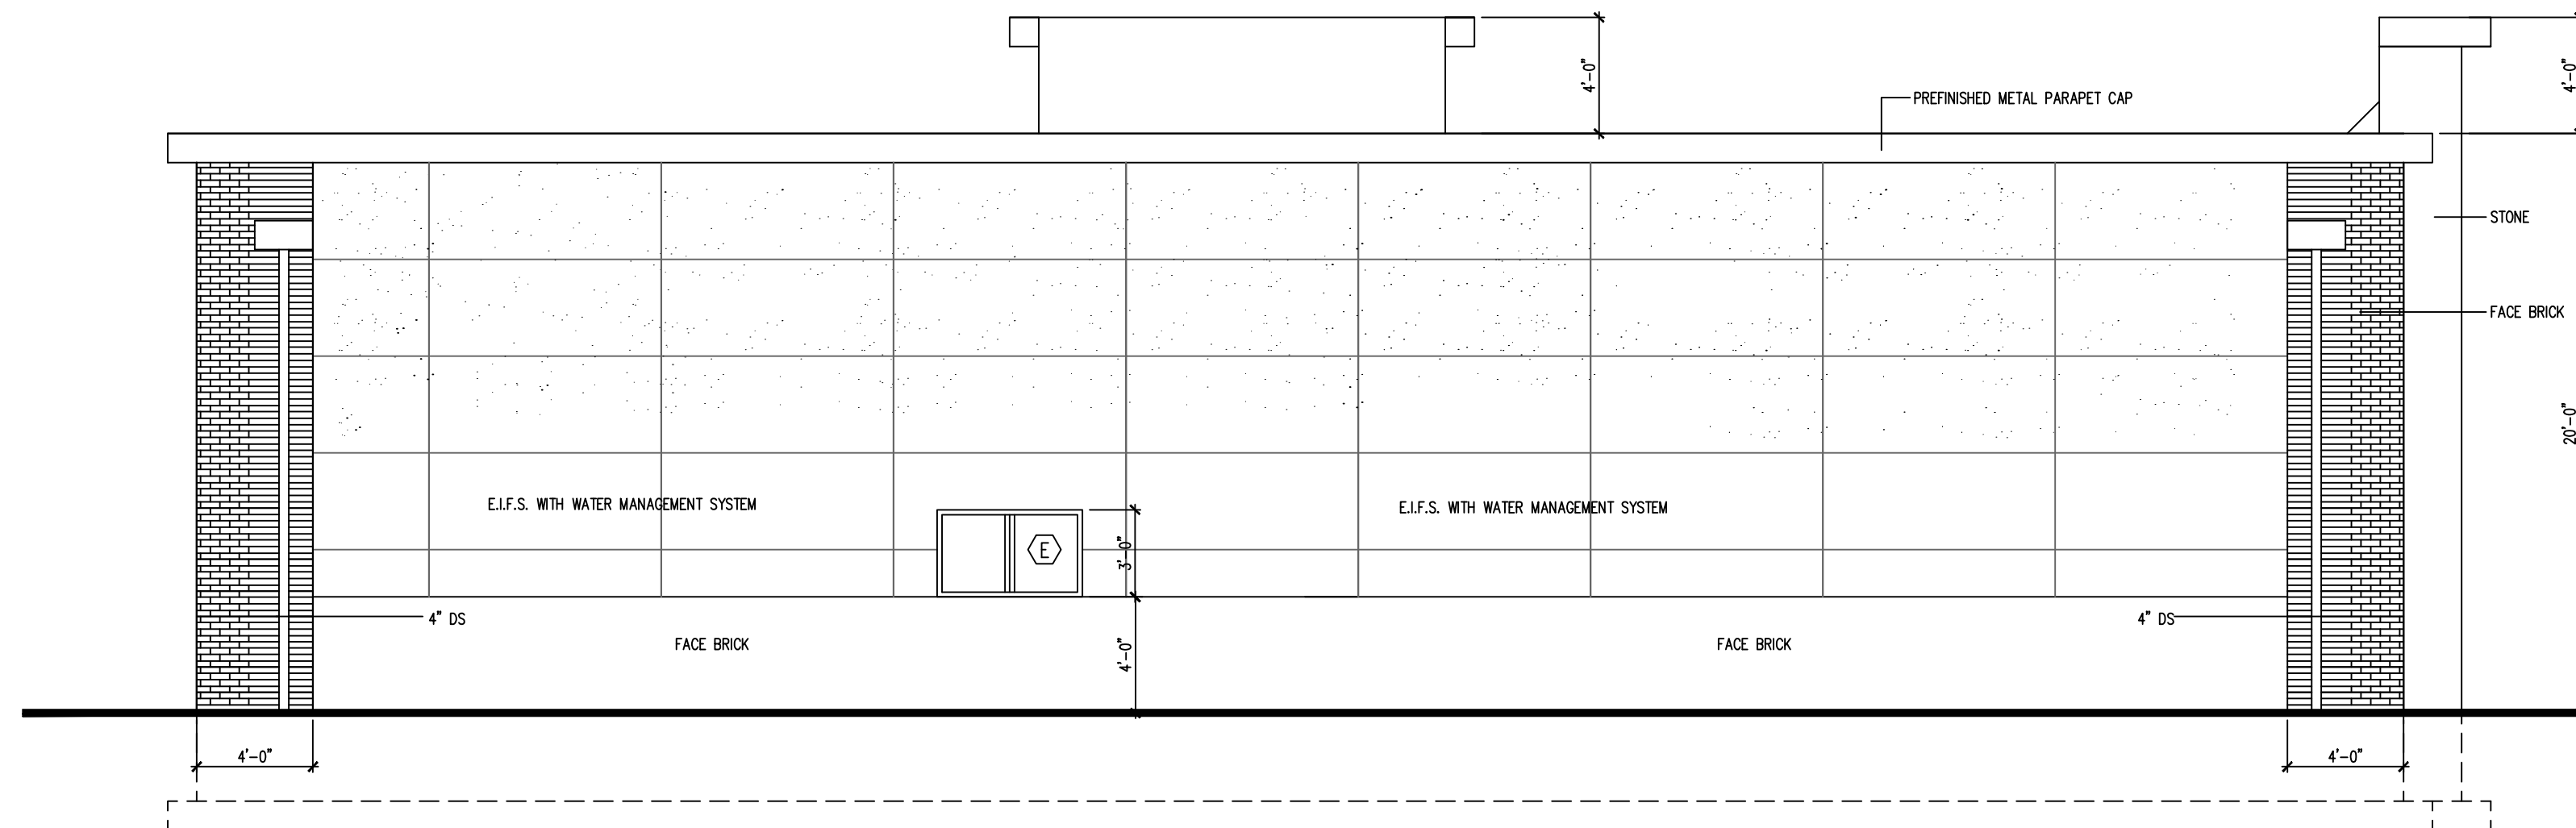 4'-0"
4'-0"
PREFINISHED METAL PARAPET CAP
STONE
FACE BRICK
20'-0"
E.I.F.S. WITH WATER MANAGEMENT SYSTEM
E.I.F.S. WITH WATER MANAGEMENT SYSTEM
E
3'-0"
4" DS
4" DS
FACE BRICK
4'-0"
FACE BRICK
4'-0"
4'-0"